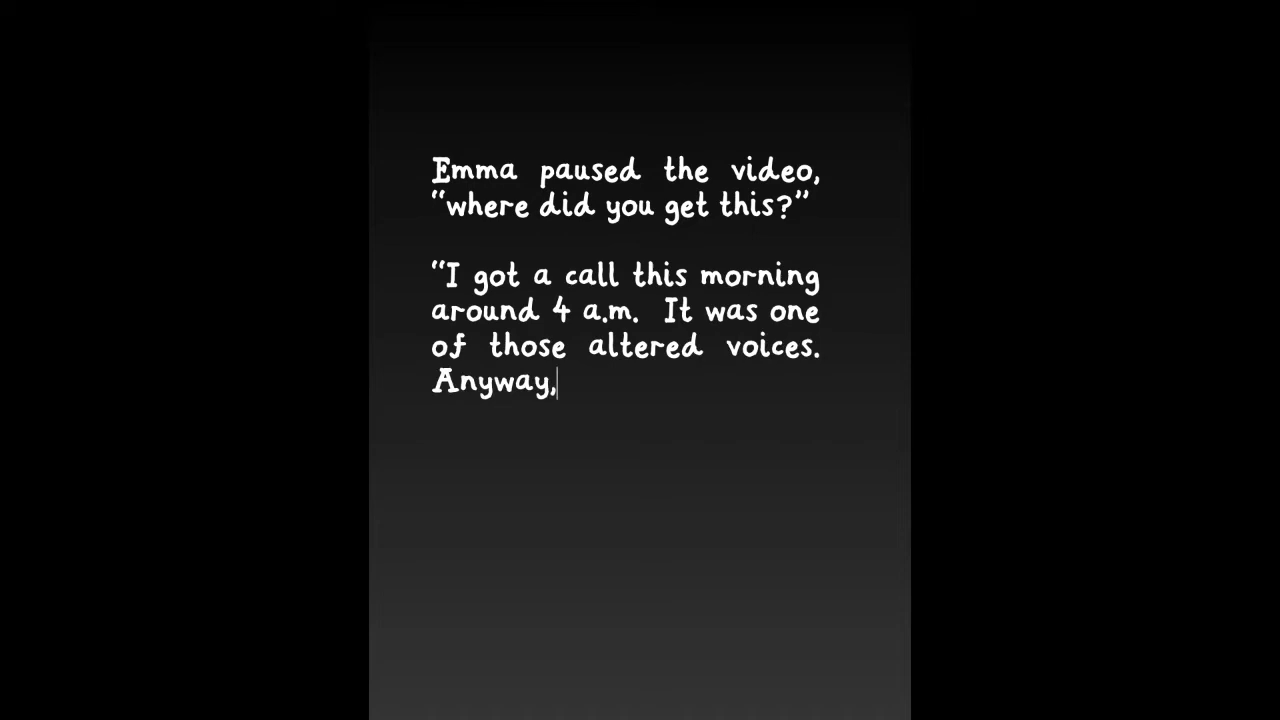 Emma paused the video,
“where did you get this?”
“I got a call this morning
around 4 a.m. It was one
of those altered voices.
Anyway,